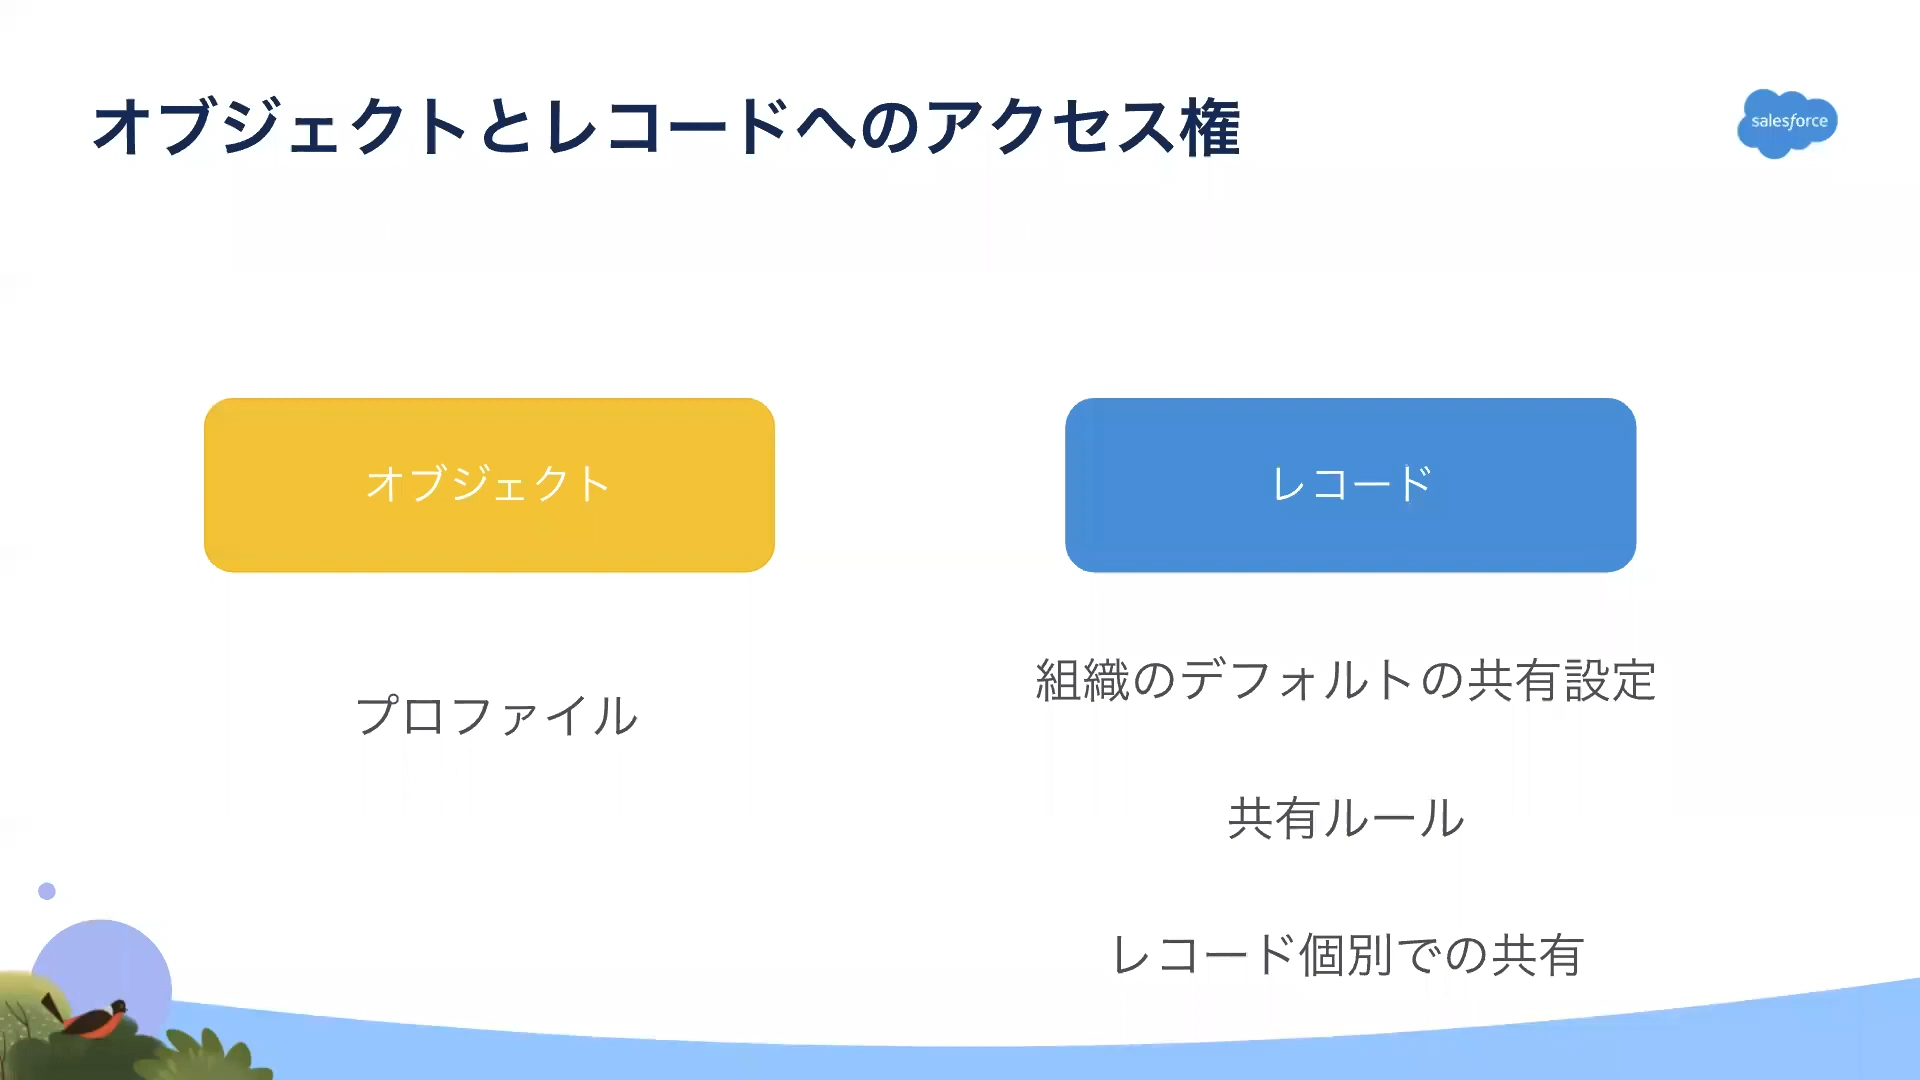 オブジェクトとレコードへのアクセス権
salesforce
オブジェクト
レコード
プロファイル
組織のデフォルトの共有設定
共有ルール
レコード個別での共有